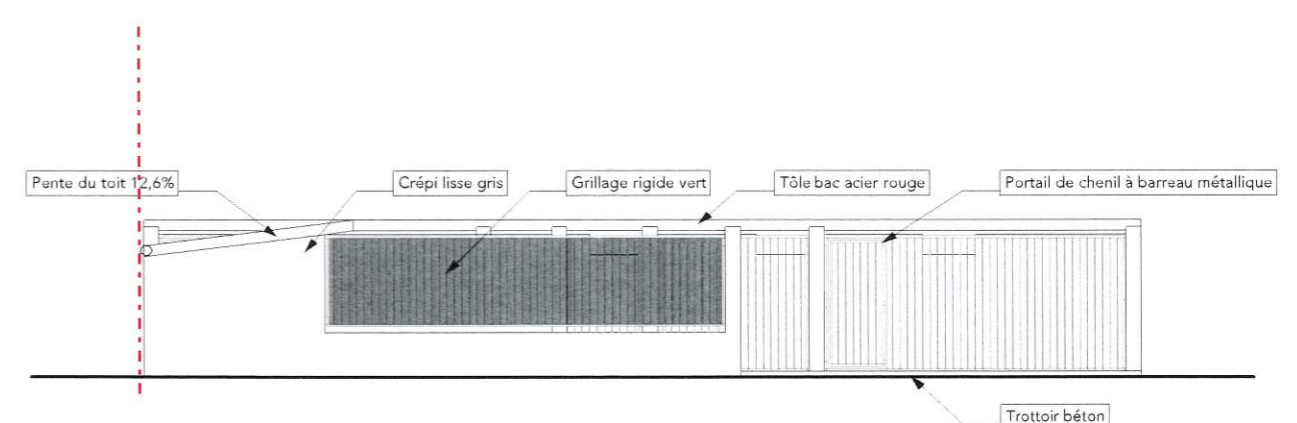 Pente du toit 12,6%
Crépi lisse gris
Grillage rigide vert
Tôle bac acier rouge
Portail de chenil à barreau métallique
Trottoir béton